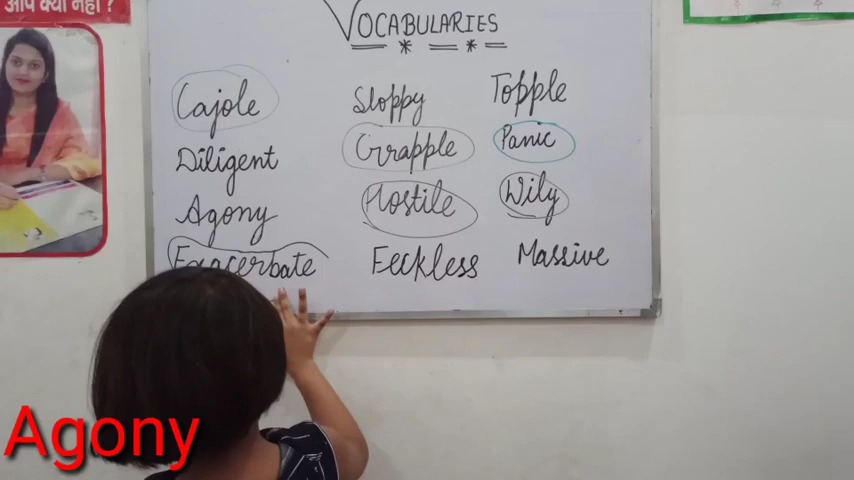 आप क्यों नहीं ?
VOCABULARIES
Cajole Sloppy Topple
Diligent Grapple Panic
Agony Hostile Wily
Exacerbate Feckless Massive
Agony